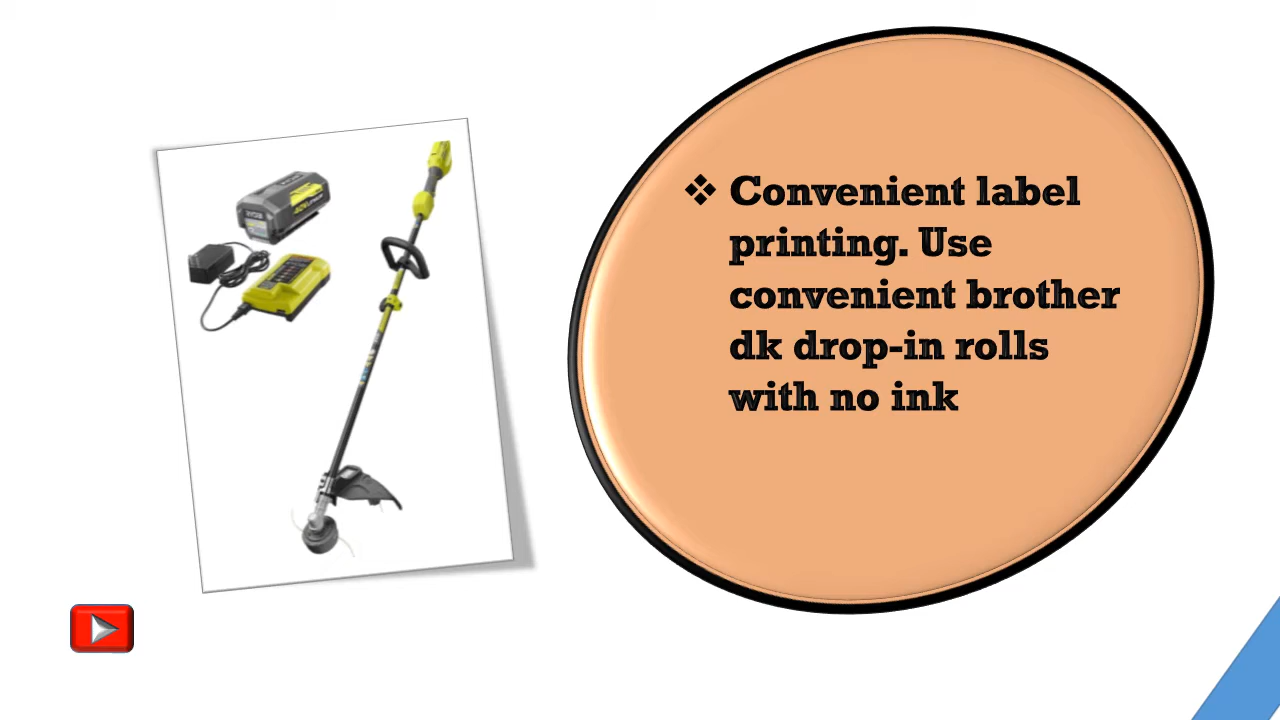 Convenient label
printing. Use
convenient brother
dk drop-in rolls
with no ink